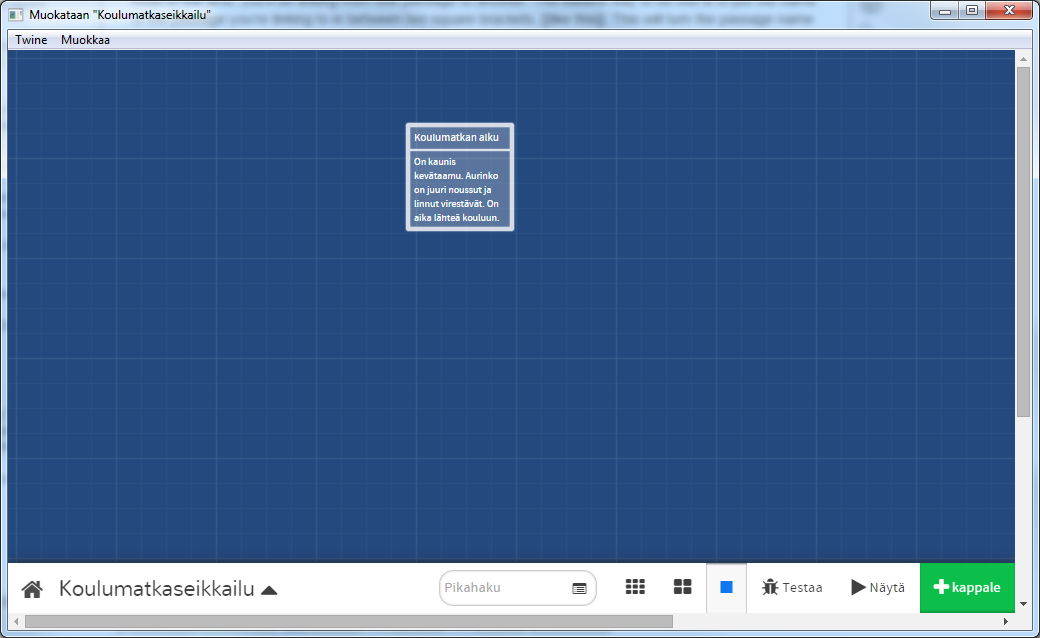 Muokataan "Koulumatkaseikkailu"
Twine Muokkaa
Koulumatkan alku
On kaunis
kevätaamu. Aurinko
on juuri noussut ja
linnut virestävät. On
aika lähteä kouluun.
Koulumatkaseikkailu
Pikahaku
Testaa
Näytä
kappale